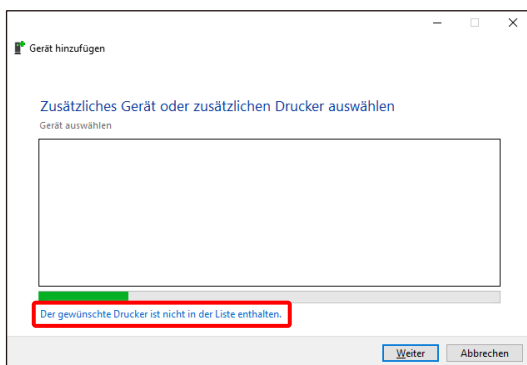 Gerät hinzufügen
Zusätzliches Gerät oder zusätzlichen Drucker auswählen
Gerät auswählen
Der gewünschte Drucker ist nicht in der Liste enthalten.
Weiter Abbrechen